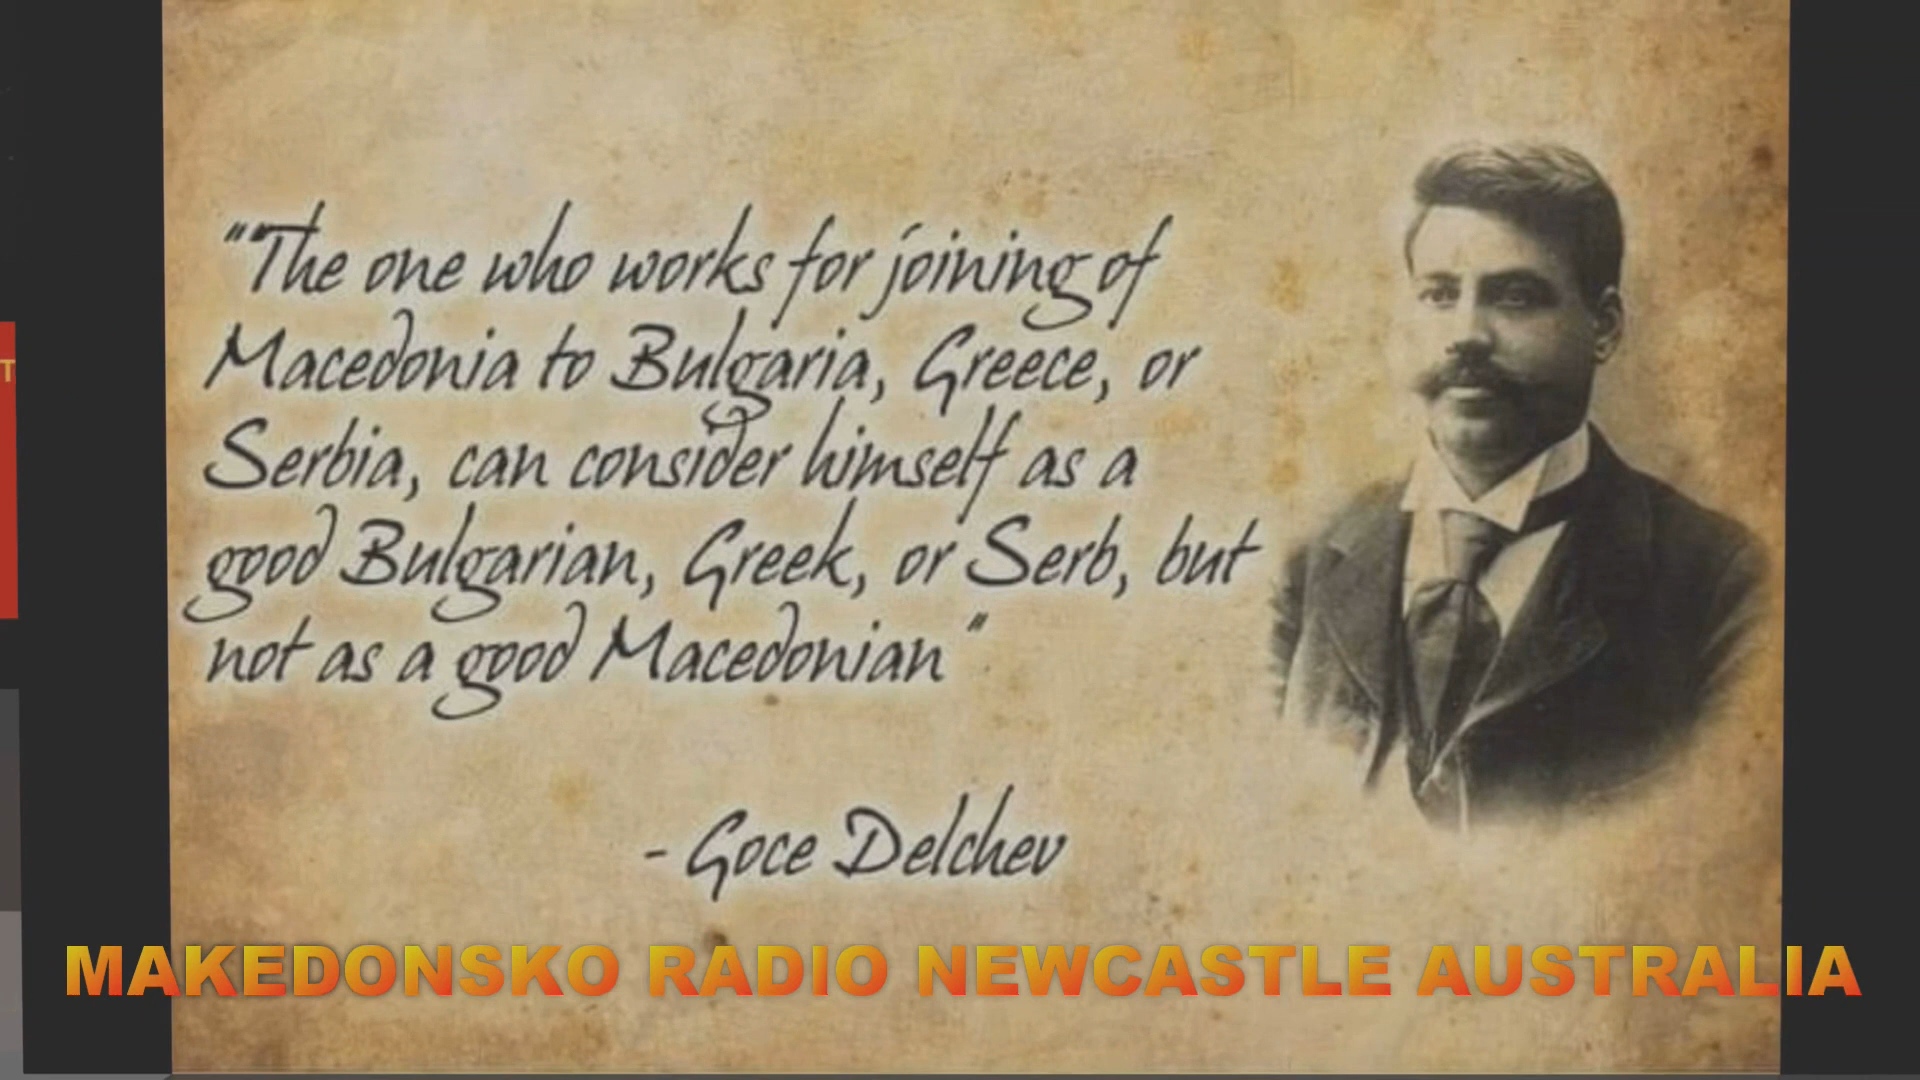 ""The one who works for joining of
Macedonia to Bulgaria, Greece, or
Serbia, can consider himself as a
good Bulgarian, Greek, or Serb, but
not as a good Macedonian"
- Goce Delchev
MAKEDONSKO RADIO NEWCASTLE AUSTRALIA
T